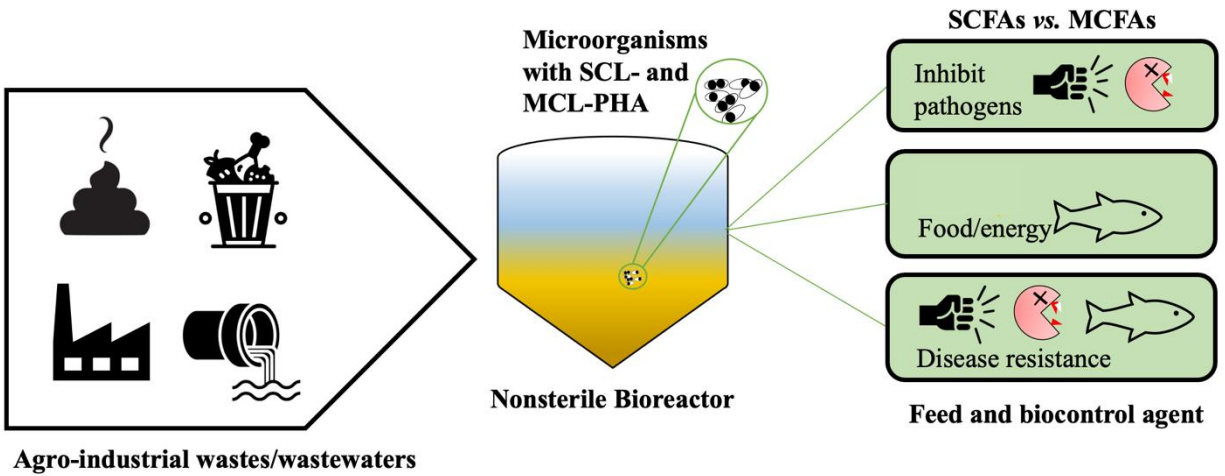 Microorganisms
with SCL- and
MCL-PHA
Nonsterile Bioreactor
Agro-industrial wastes/wastewaters
SCFAs vs. MCFAs
Inhibit
pathogens
Food/energy
Disease resistance
Feed and biocontrol agent